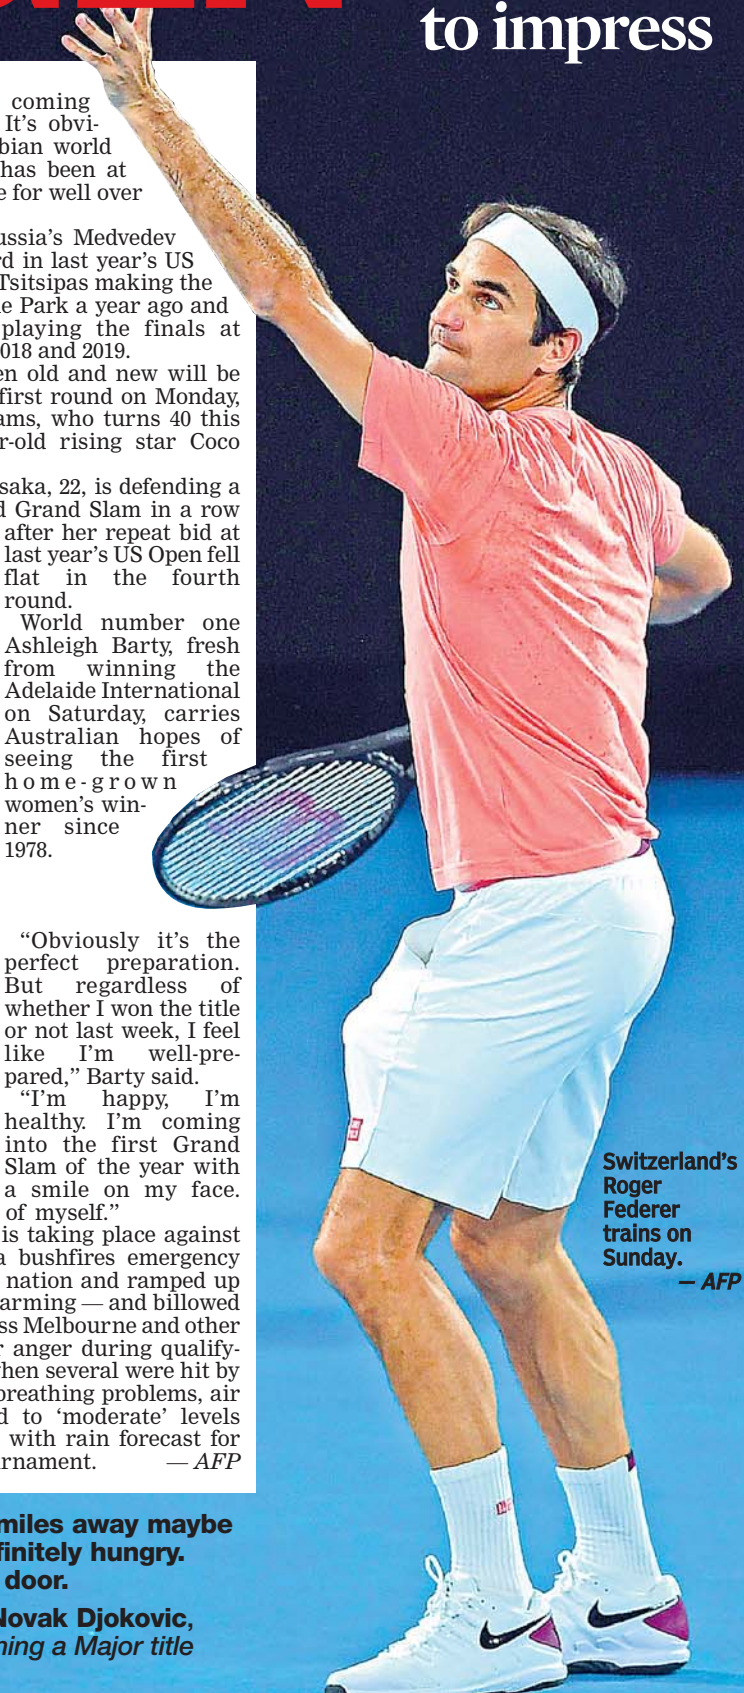 to impress
coming
It's obvi-
bian world
has been at
e for well over
ussia's Medvedev
rd in last year's US
Tsitsipas making the
e Park a year ago and
playing the finals at
018 and 2019.
en old and new will be
first round on Monday,
ams, who turns 40 this
r-old rising star Coco
saka, 22, is defending a
d Grand Slam in a row
after her repeat bid at
last year's US Open fell
flat in the fourth
round.
World number one
Ashleigh Barty, fresh
from winning the
Adelaide International
on Saturday, carries
Australian hopes of
seeing the first
home-grown
women's win-
ner since
1978.
“Obviously it's the
perfect preparation.
But regardless of
whether I won the title
or not last week, I feel
like I'm well-pre-
pared,” Barty said.
“I'm happy, I'm
healthy. I'm coming
into the first Grand
Slam of the year with
a smile on my face.
of myself.”
is taking place against
a bushfires emergency
nation and ramped up
arming — and billowed
ss Melbourne and other
r anger during qualify-
hen several were hit by
breathing problems, air
d to ‘moderate’ levels
with rain forecast for
rnament. — AFP
miles away maybe
finitely hungry.
door.
Novak Djokovic,
ning a Major title
Switzerland's
Roger
Federer
trains on
Sunday.
— AFP